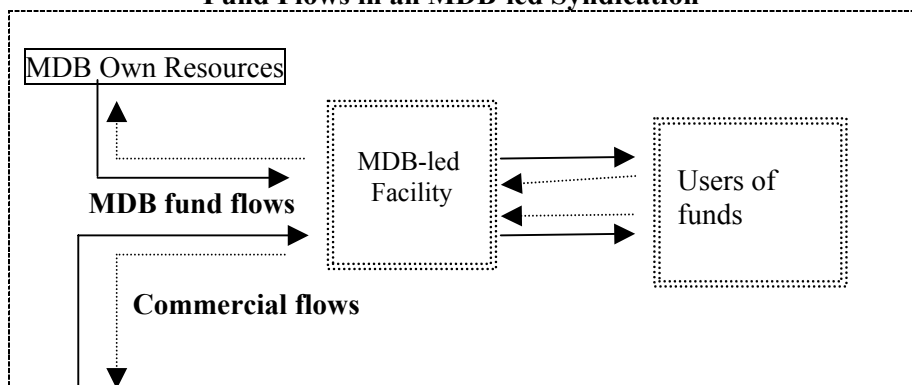 Fund Flows in an MDB-led Syndication
MDB Own Resources
MDB-led
Facility
Users of
funds
MDB fund flows
Commercial flows